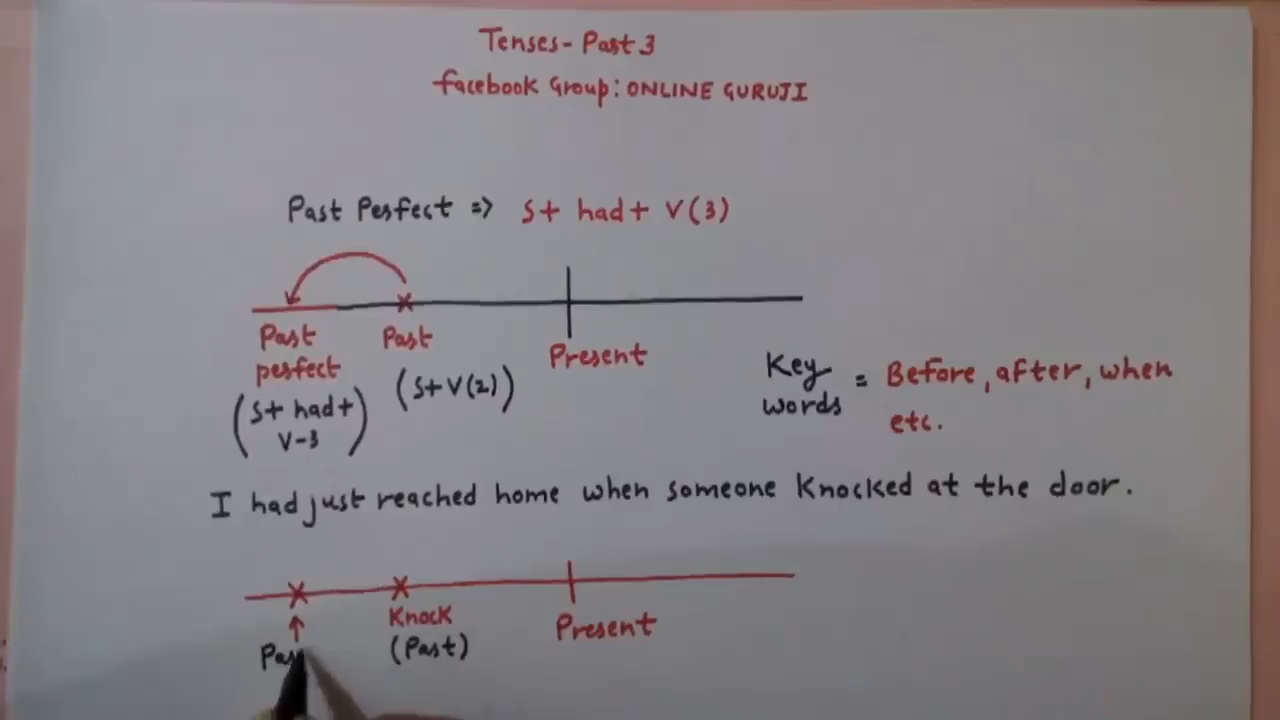 Tenses - Past 3
facebook Group: ONLINE GURUJI
Past Perfect => S+ had+ V(3)
Past perfect
Past
Present
(S+ had+ V-3)
(S+V(2))
Key words = Before, after, when etc.
I had just reached home when someone knocked at the door.
Knock
(Past)
Present